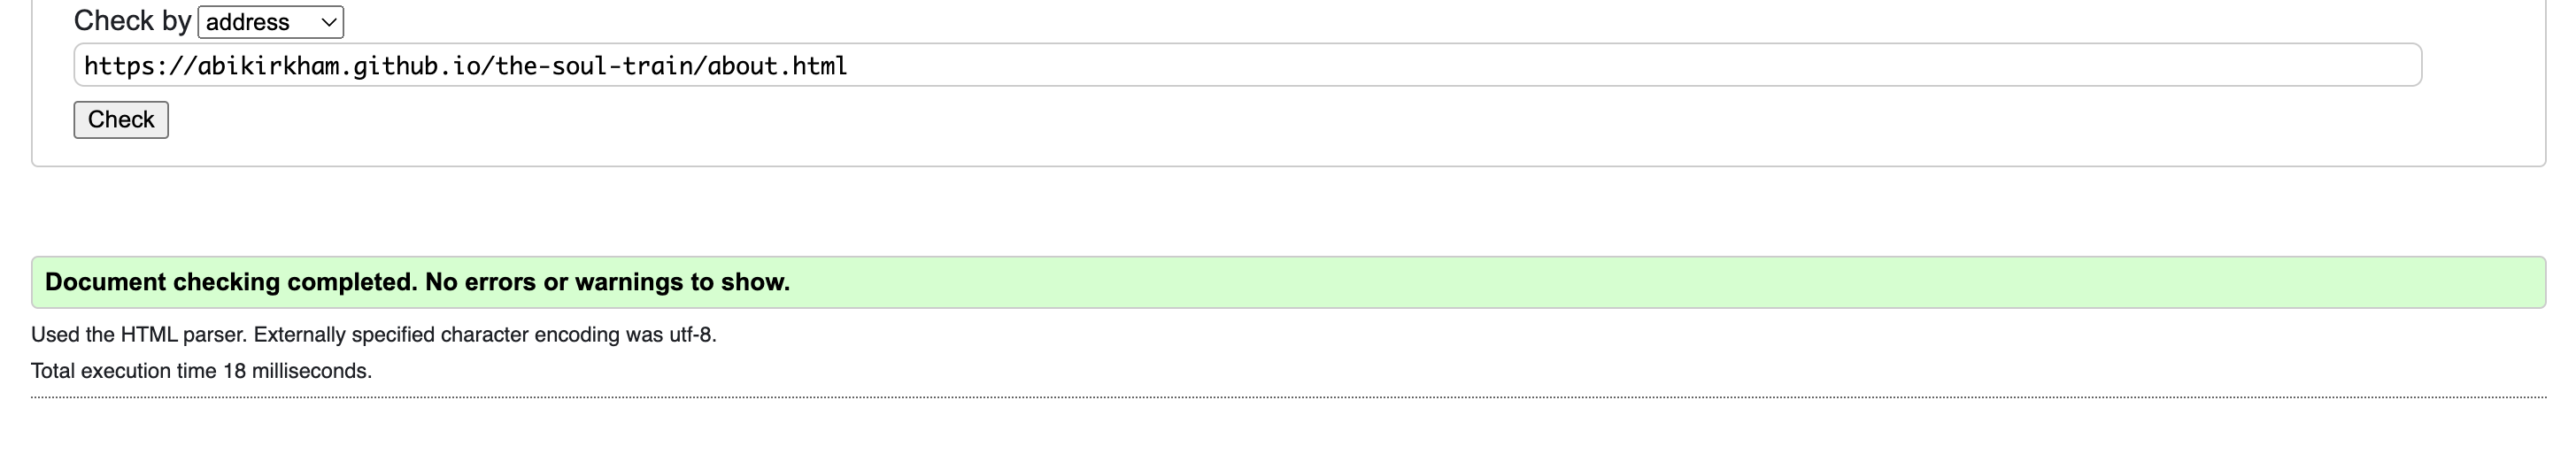 Check by address
https://abikirkham.github.io/the-soul-train/about.html
Check
Document checking completed. No errors or warnings to show.
Used the HTML parser. Externally specified character encoding was utf-8.
Total execution time 18 milliseconds.